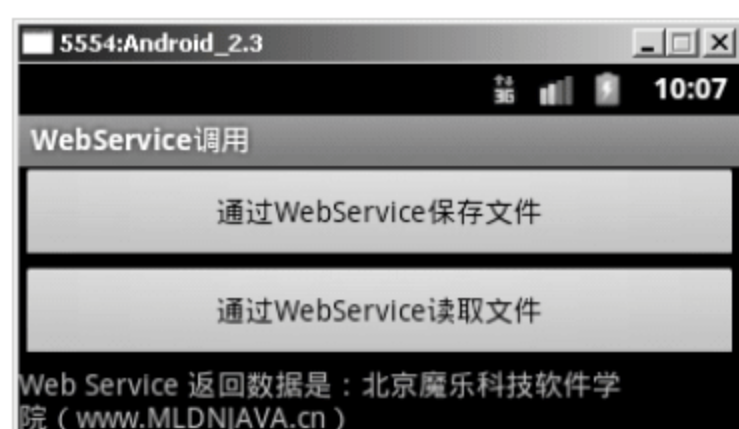 5554:Android_2.3
3G 10:07
WebService调用
通过WebService保存文件
通过WebService读取文件
Web Service 返回数据是：北京魔乐科技软件学
院（www.MLDNJAVA.cn）